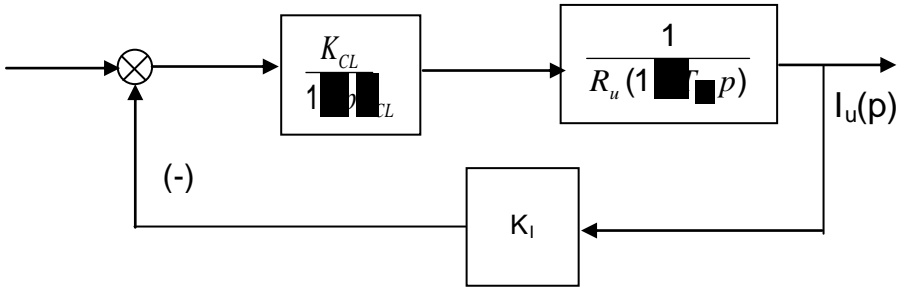 K_CL
1
1
R_u (1 p)
I_u(p)
(-)
K_I